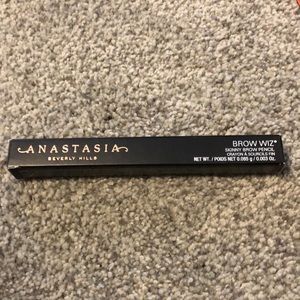 ANASTASIA
BEVERLY HILLS
BROW WIZ®
SKINNY BROW PENCIL
CRAYON À SOURCILS FIN
NET WT. / POIDS NET 0.085 g / 0.003 Oz.